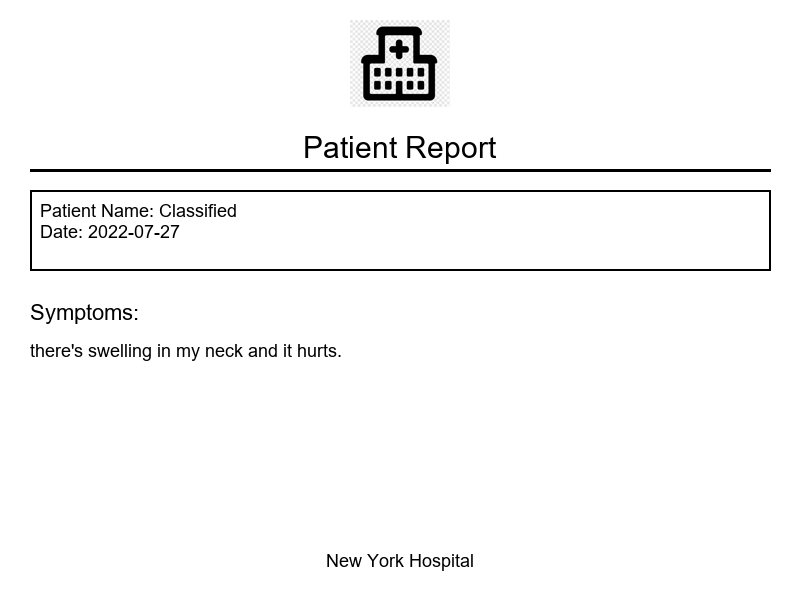 Patient Report
Patient Name: Classified
Date: 2022-07-27
Symptoms:
there's swelling in my neck and it hurts.
New York Hospital